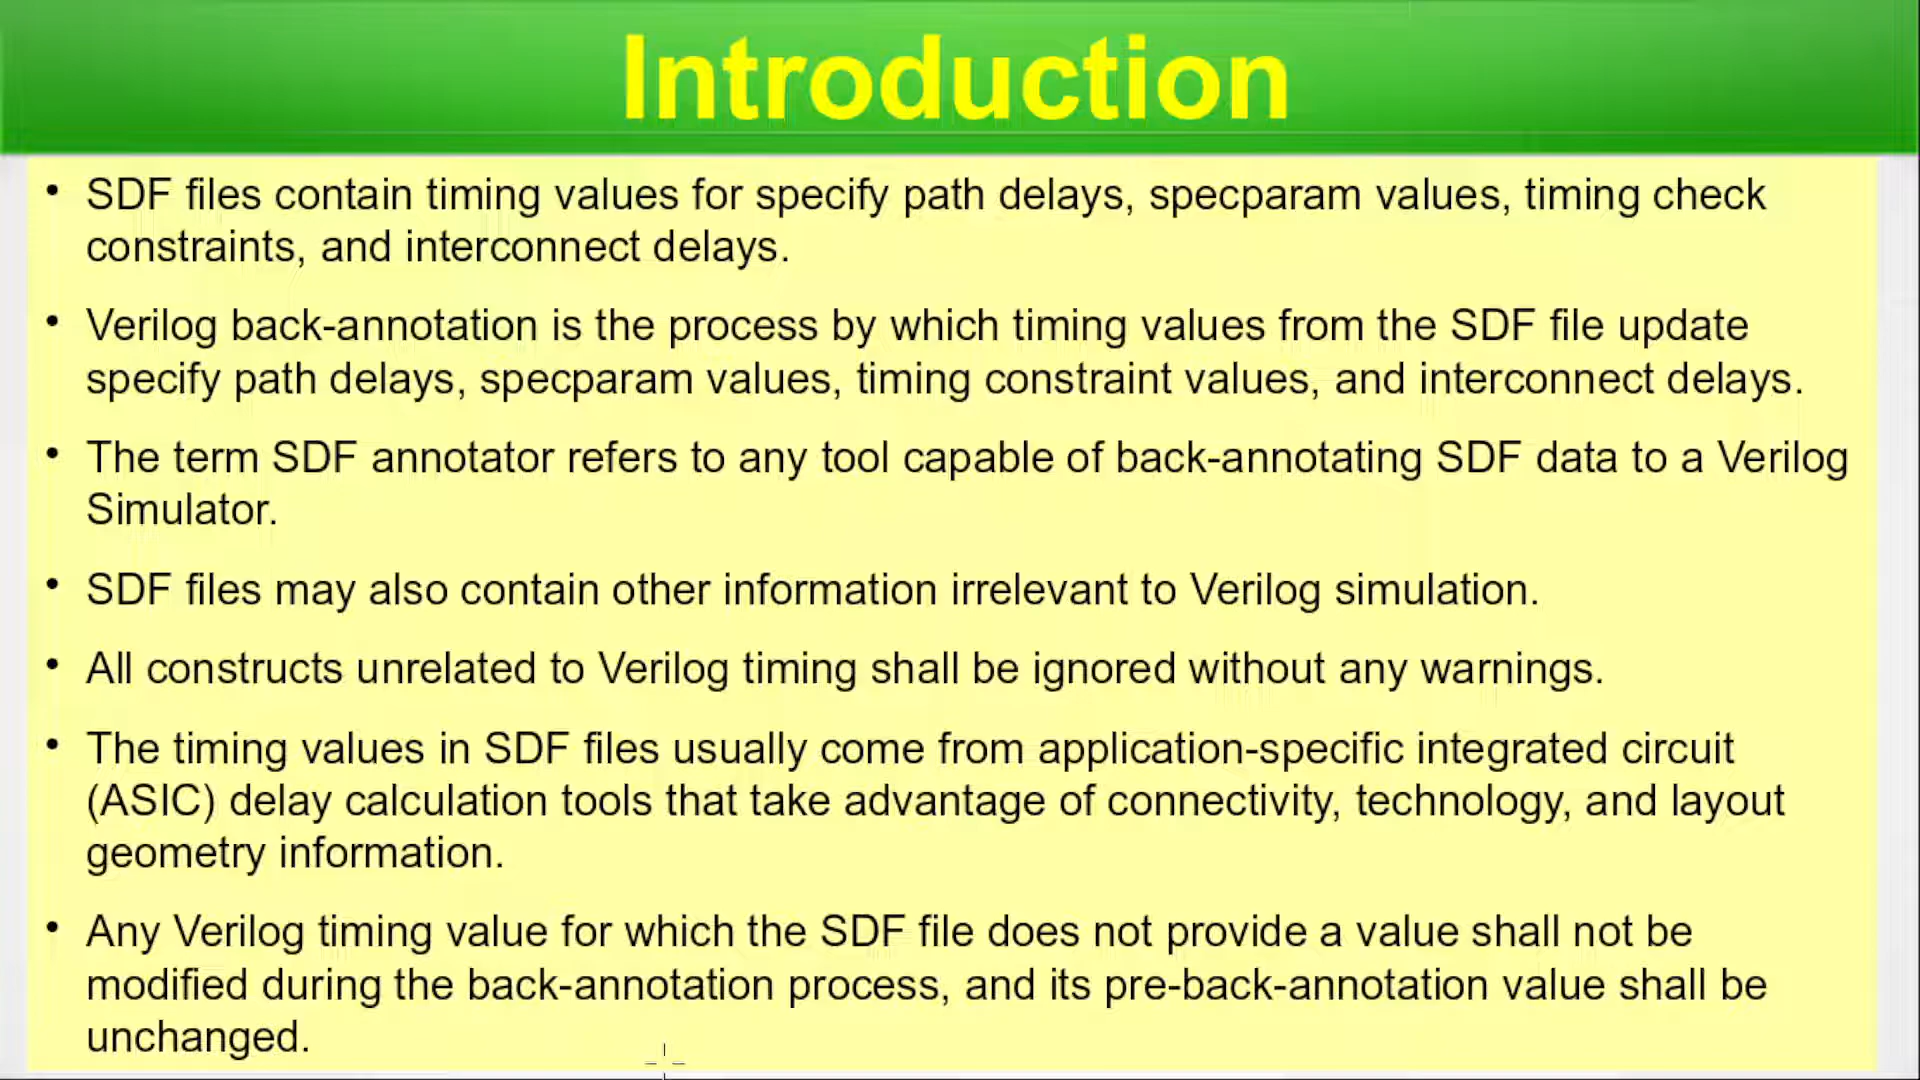 Introduction
• SDF files contain timing values for specify path delays, specparam values, timing check
constraints, and interconnect delays.
• Verilog back-annotation is the process by which timing values from the SDF file update
specify path delays, specparam values, timing constraint values, and interconnect delays.
• The term SDF annotator refers to any tool capable of back-annotating SDF data to a Verilog
Simulator.
• SDF files may also contain other information irrelevant to Verilog simulation.
• All constructs unrelated to Verilog timing shall be ignored without any warnings.
• The timing values in SDF files usually come from application-specific integrated circuit
(ASIC) delay calculation tools that take advantage of connectivity, technology, and layout
geometry information.
• Any Verilog timing value for which the SDF file does not provide a value shall not be
modified during the back-annotation process, and its pre-back-annotation value shall be
unchanged.